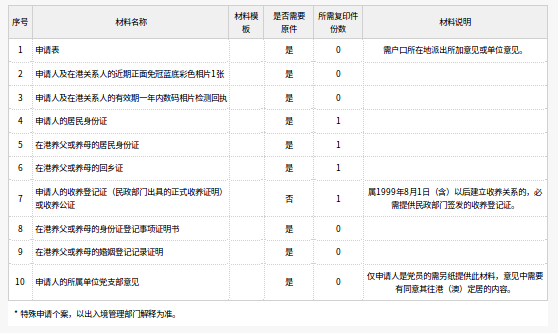 序号 材料名称 材料模板 是否需要原件 所需复印件份数 材料说明
1 申请表 是 0 需户口所在地派出所加意见或单位意见。
2 申请人及在港关系人的近期正面免冠蓝底彩色相片1张 是 0
3 申请人及在港关系人的有效期一年内数码相片检测回执 是 0
4 申请人的居民身份证 是 1
5 在港养父或养母的居民身份证 是 1
6 在港养父或养母的回乡证 是 1
7 申请人的收养登记证（民政部门出具的正式收养证明）或收养公证 否 1 属1999年8月1日（含）以后建立收养关系的，必需提供民政部门签发的收养登记证。
8 在港养父或养母的身份证登记事项证明书 是 0
9 在港养父或养母的婚姻登记记录证明 是 0
10 申请人的所属单位党支部意见 是 0 仅申请人是党员的需另纸提供此材料，意见中需要有同意其往港（澳）定居的内容。
* 特殊申请个案，以出入境管理部门解释为准。